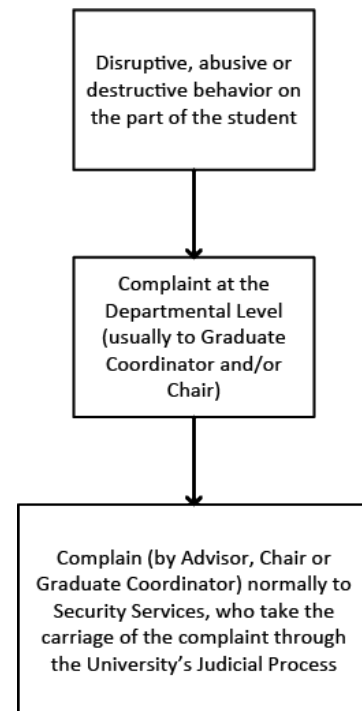 Disruptive, abusive or
destructive behavior on
the part of the student
Complaint at the
Departmental Level
(usually to Graduate
Coordinator and/or
Chair)
Complain (by Advisor, Chair or
Graduate Coordinator) normally to
Security Services, who take the
carriage of the complaint through
the University’s Judicial Process